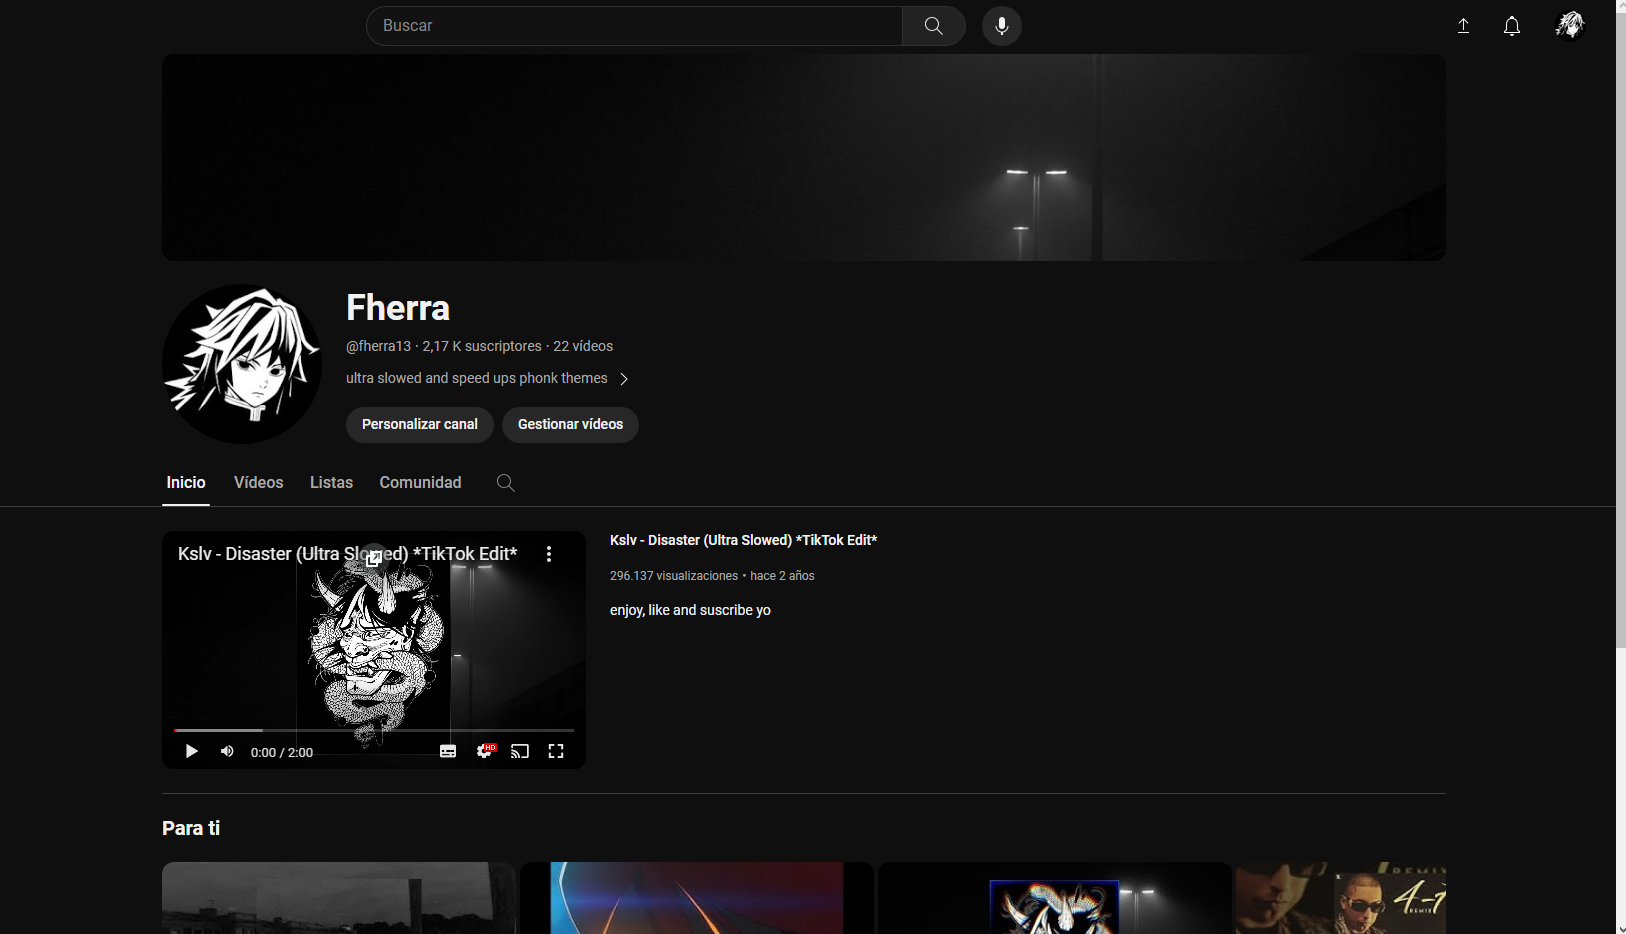 Buscar
Fherra
@fherra13 · 2,17 K suscriptores · 22 vídeos
ultra slowed and speed ups phonk themes
Personalizar canal
Gestionar vídeos
Inicio
Vídeos
Listas
Comunidad
Kslv - Disaster (Ultra Slowed) *TikTok Edit*
HD
0:00 / 2:00
Kslv - Disaster (Ultra Slowed) *TikTok Edit*
296.137 visualizaciones • hace 2 años
enjoy, like and suscribe yo
Para ti
REMIX